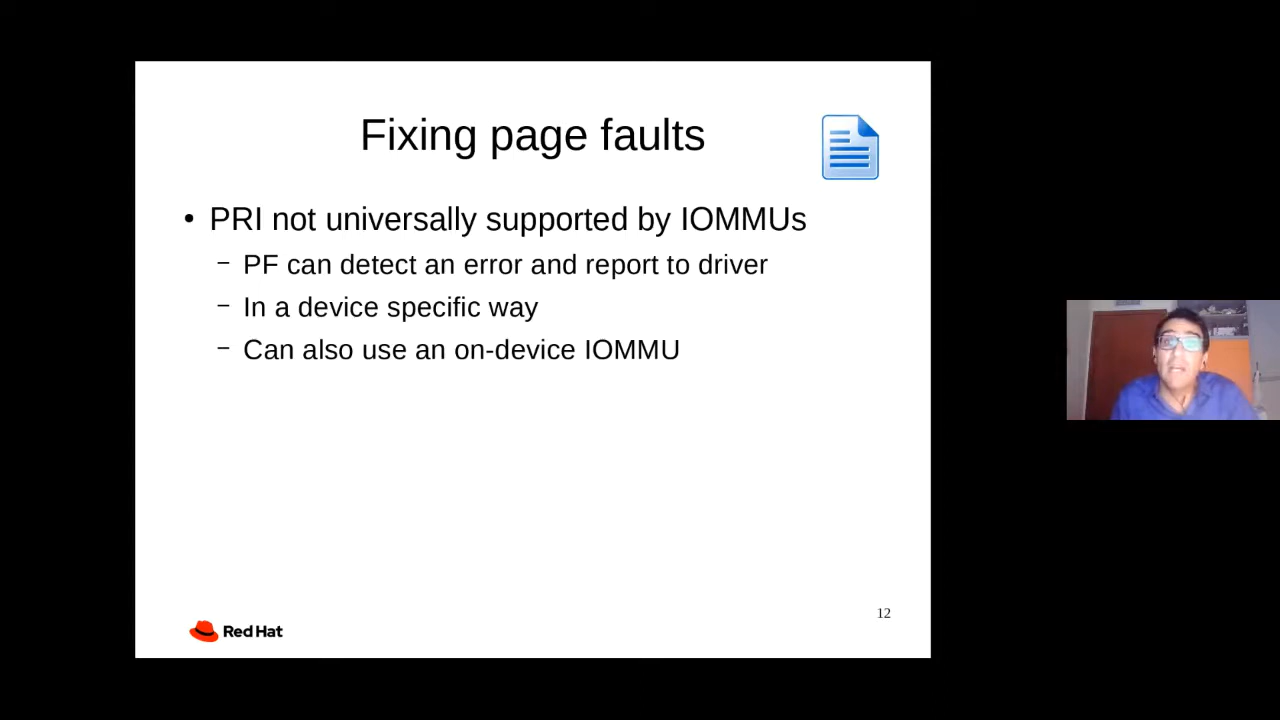 Fixing page faults
• PRI not universally supported by IOMMUs
– PF can detect an error and report to driver
– In a device specific way
– Can also use an on-device IOMMU
12
Red Hat